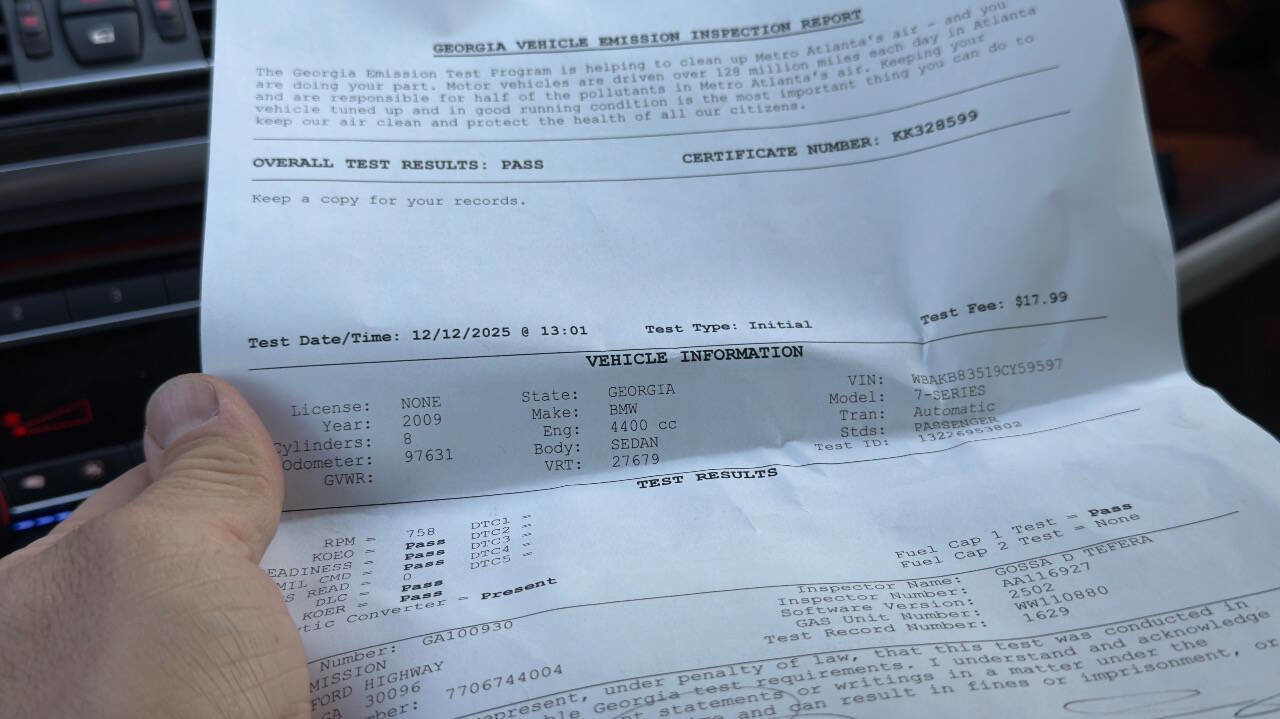 GEORGIA VEHICLE EMISSION INSPECTION REPORT
The Georgia Emission Test Program is helping to clean up Metro Atlanta's air - and you
are doing your part. Motor vehicles are driven over 128 million miles each day in Atlanta
and are responsible for half of the pollutants in Metro Atlanta's air. Keeping your
vehicle tuned up and in good running condition is the most important thing you can do to
keep our air clean and protect the health of all our citizens.
OVERALL TEST RESULTS: PASS CERTIFICATE NUMBER: KK328599
Keep a copy for your records.
Test Date/Time: 12/12/2025 @ 13:01 Test Type: Initial Test Fee: $17.99
VEHICLE INFORMATION
License: NONE State: GEORGIA VIN: WBAKB83519CY59597
Year: 2009 Make: BMW Model: 7-SERIES
Cylinders: 8 Eng: 4400 cc Tran: Automatic
Odometer: 97631 Body: SEDAN Stds: PASSENGER
GVWR: VRT: 27679 Test ID: 13226953802
TEST RESULTS
RPM = 758 DTC1 = Fuel Cap 1 Test = Pass
KOEO = Pass DTC2 = Fuel Cap 2 Test = None
EADINESS = Pass DTC3 =
MIL CMD = Pass DTC4 =
S READ = 0 DTC5 =
DLC = Pass
KOER = Pass
tic Converter = Present
Inspector Name: GOSSA D TEFERA
Inspector Number: AA116927
Software Version: 2502
GAS Unit Number: WW110880
Test Record Number: 1629
Number: GA100930
MISSION
FORD HIGHWAY
GA 30096
mber: 7706744004
epresent, under penalty of law, that this test was conducted in
ble Georgia test requirements. I understand and acknowledge
nt statements or writings in a matter under the
and can result in fines or imprisonment, or